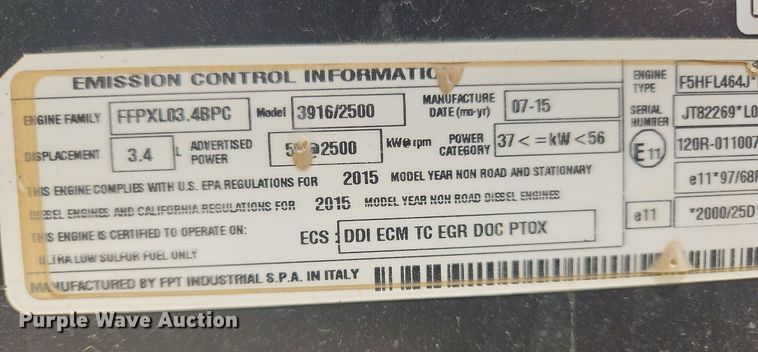 EMISSION CONTROL INFORMATIO
ENGINE FAMILY FFPXL03.4BPC Model 3916/2500 MANUFACTURE DATE (mo-yr) 07-15
DISPLACEMENT 3.4 L ADVERTISED POWER @2500 kW@rpm POWER CATEGORY 37<=kW<56
THIS ENGINE COMPLIES WITH U.S. EPA REGULATIONS FOR 2015 MODEL YEAR NON ROAD AND STATIONARY
DIESEL ENGINES AND CALIFORNIA REGULATIONS FOR 2015 MODEL YEAR NON ROAD DIESEL ENGINES
THIS ENGINE IS CERTIFIED TO OPERATE ON: ECS : DDI ECM TC EGR DOC PTOX
ULTRA LOW SULFUR FUEL ONLY
MANUFACTURED BY FPT INDUSTRIAL S.P.A. IN ITALY
ENGINE TYPE F5HFL464J*
SERIAL NUMBER JT82269*L0
E11 120R-011007
e11*97/68
e11 *2000/25D
Purple Wave Auction